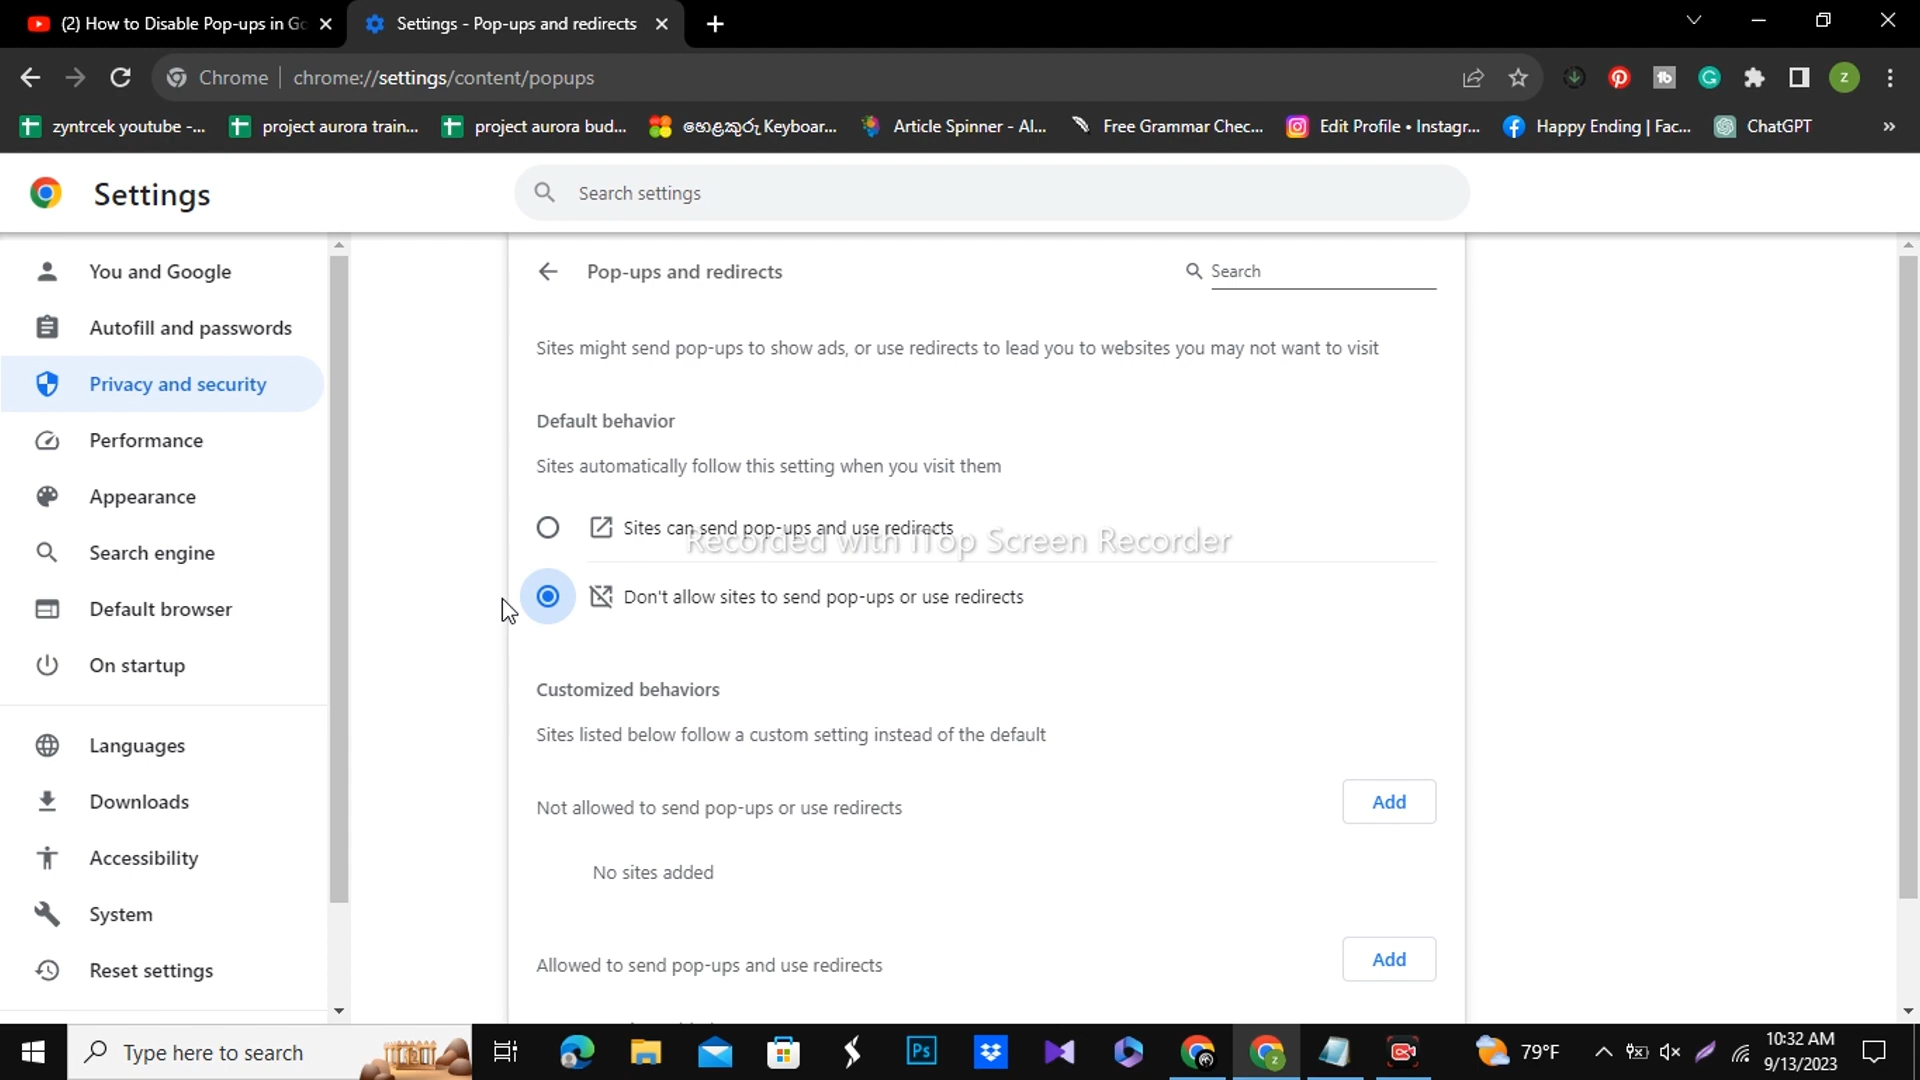 (2) How to Disable Pop-ups in Go
Settings - Pop-ups and redirects
Chrome
chrome://settings/content/popups
zyntrcek youtube -...
project aurora train...
project aurora bud...
හෙළකුරු Keyboar...
Article Spinner - Al...
Free Grammar Chec...
Edit Profile • Instagr...
Happy Ending | Fac...
ChatGPT
Settings
Search settings
You and Google
Autofill and passwords
Privacy and security
Performance
Appearance
Search engine
Default browser
On startup
Languages
Downloads
Accessibility
System
Reset settings
Pop-ups and redirects
Search
Sites might send pop-ups to show ads, or use redirects to lead you to websites you may not want to visit
Default behavior
Sites automatically follow this setting when you visit them
Sites can send pop-ups and use redirects
Recorded with iTop Screen Recorder
Don't allow sites to send pop-ups or use redirects
Customized behaviors
Sites listed below follow a custom setting instead of the default
Not allowed to send pop-ups or use redirects
Add
No sites added
Allowed to send pop-ups and use redirects
Add
Type here to search
Ps
79°F
10:32 AM
9/13/2023